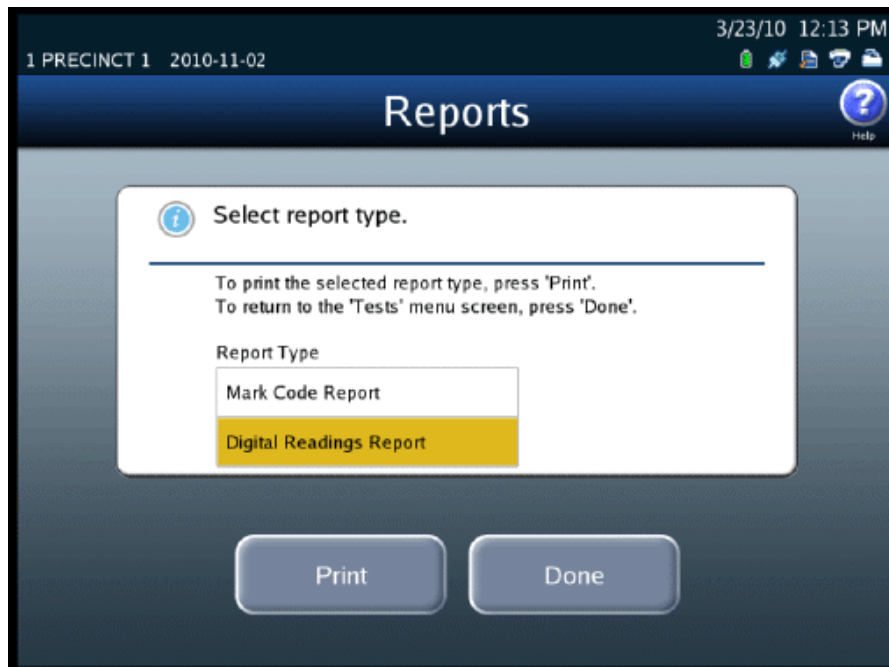 3/23/10 12:13 PM
1 PRECINCT 1 2010-11-02
Reports
Help
Select report type.
To print the selected report type, press 'Print'.
To return to the 'Tests' menu screen, press 'Done'.
Report Type
Mark Code Report
Digital Readings Report
Print Done